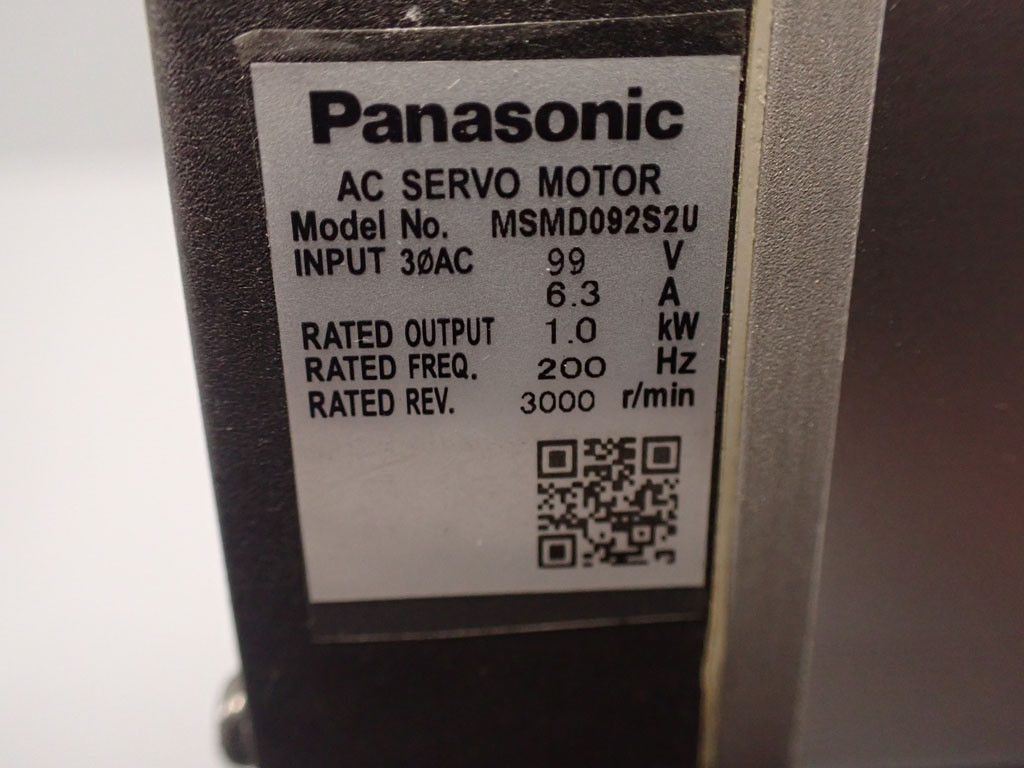 Panasonic
AC SERVO MOTOR
Model No. MSMD092S2U
INPUT 3ØAC 99 V
6.3 A
RATED OUTPUT 1.0 kW
RATED FREQ. 200 Hz
RATED REV. 3000 r/min